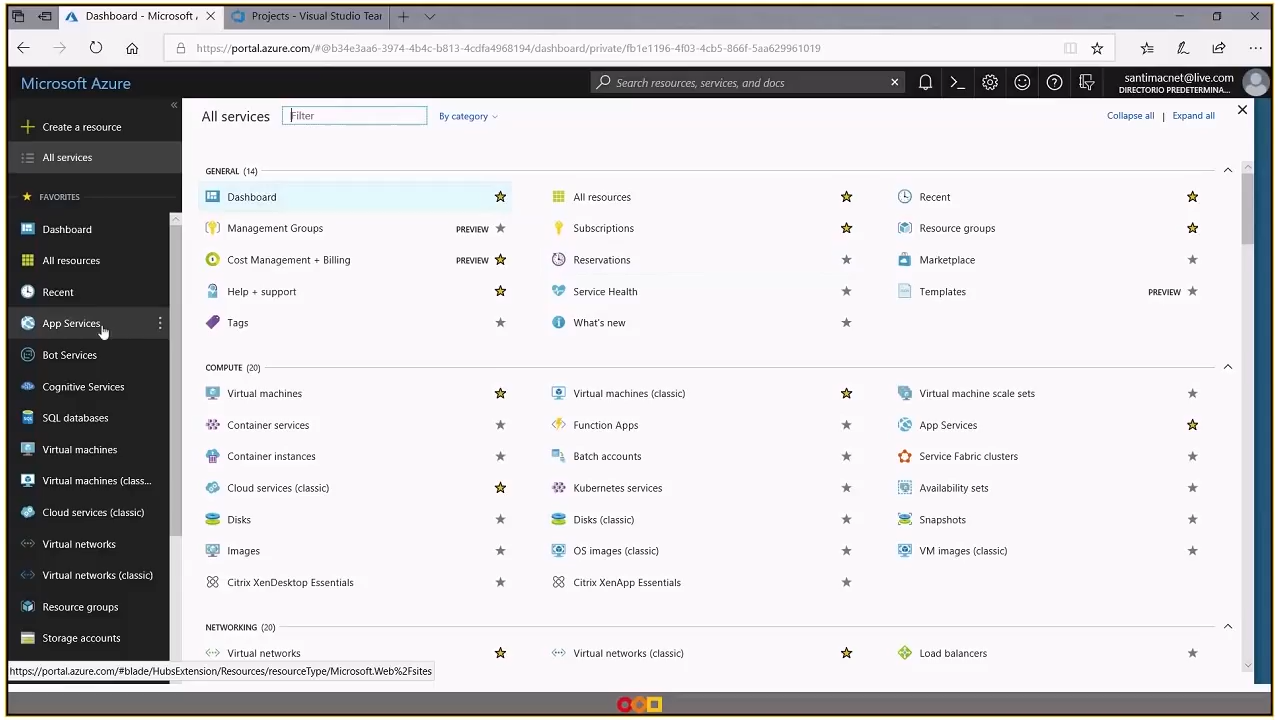 Dashboard - Microsoft A
Projects - Visual Studio Team
https://portal.azure.com/#@b34e3aa6-3974-4b4c-b813-4cdfa4968194/dashboard/private/fb1e1196-4f03-4cb5-866f-5aa629961019
Microsoft Azure
Search resources, services, and docs
santimacnet@live.com
DIRECTORIO PREDETERMINA...
Create a resource
All services
FAVORITES
Dashboard
All resources
Recent
App Services
Bot Services
Cognitive Services
SQL databases
Virtual machines
Virtual machines (class...
Cloud services (classic)
Virtual networks
Virtual networks (classic)
Resource groups
Storage accounts
All services
Filter
By category
Collapse all | Expand all
GENERAL (14)
Dashboard
All resources
Recent
Management Groups PREVIEW
Subscriptions
Resource groups
Cost Management + Billing PREVIEW
Reservations
Marketplace
Help + support
Service Health
Templates PREVIEW
Tags
What's new
COMPUTE (20)
Virtual machines
Virtual machines (classic)
Virtual machine scale sets
Container services
Function Apps
App Services
Container instances
Batch accounts
Service Fabric clusters
Cloud services (classic)
Kubernetes services
Availability sets
Disks
Disks (classic)
Snapshots
Images
OS images (classic)
VM images (classic)
Citrix XenDesktop Essentials
Citrix XenApp Essentials
NETWORKING (20)
Virtual networks
Virtual networks (classic)
Load balancers
https://portal.azure.com/#blade/HubsExtension/Resources/resourceType/Microsoft.Web%2Fsites